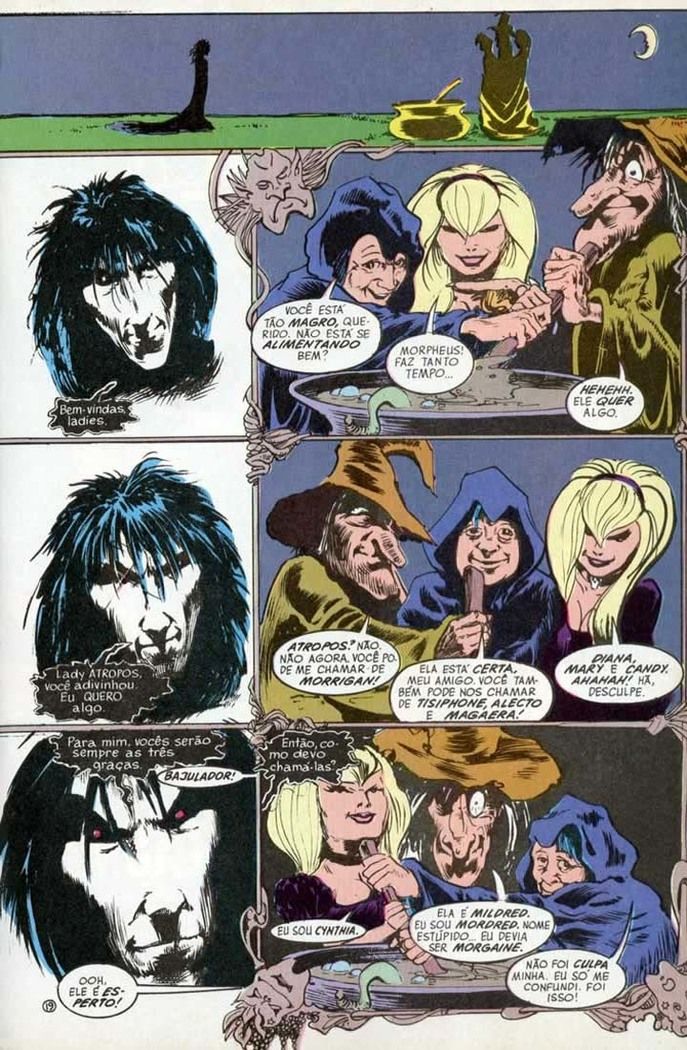 Bem-vindas,
ladies.
VOCÊ ESTÁ
TÃO MAGRO, QUE-
RIDO. NÃO ESTÁ SE
ALIMENTANDO
BEM?
MORPHEUS!
FAZ TANTO
TEMPO...
HEHEHH.
ELE QUER
ALGO.
Lady ATROPOS,
você adivinhou.
EU QUERO
algo.
ATROPOS? NÃO.
NÃO AGORA. VOCÊ PO-
DE ME CHAMAR DE
MORRIGAN!
ELA ESTÁ CERTA,
MEU AMIGO. VOCÊ TAM-
BÉM PODE NOS CHAMAR
DE TISIPHONE, ALECTO
E MAGAERA!
DIANA,
MARY E CANDY.
AHAHAH! HÃ,
DESCULPE.
Para mim, vocês serão
sempre as três
graças.
BAJULADOR!
OOH,
ELE É ES-
PERTO!
Então, co-
mo devo
chamá-las?
EU SOU CYNTHIA.
ELA É MILDRED.
EU SOU MORDRED. NOME
ESTÚPIDO... EU DEVIA
SER MORGAINE.
NÃO FOI CULPA
MINHA. EU SÓ ME
CONFUNDI. FOI
ISSO!
19